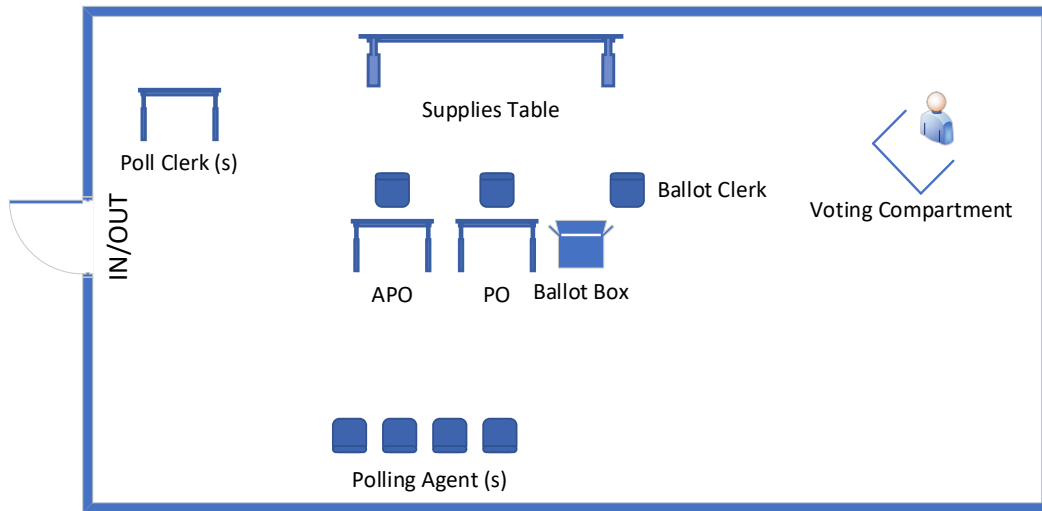 Supplies Table
Poll Clerk (s)
IN/OUT
Ballot Clerk
Voting Compartment
APO
PO
Ballot Box
Polling Agent (s)